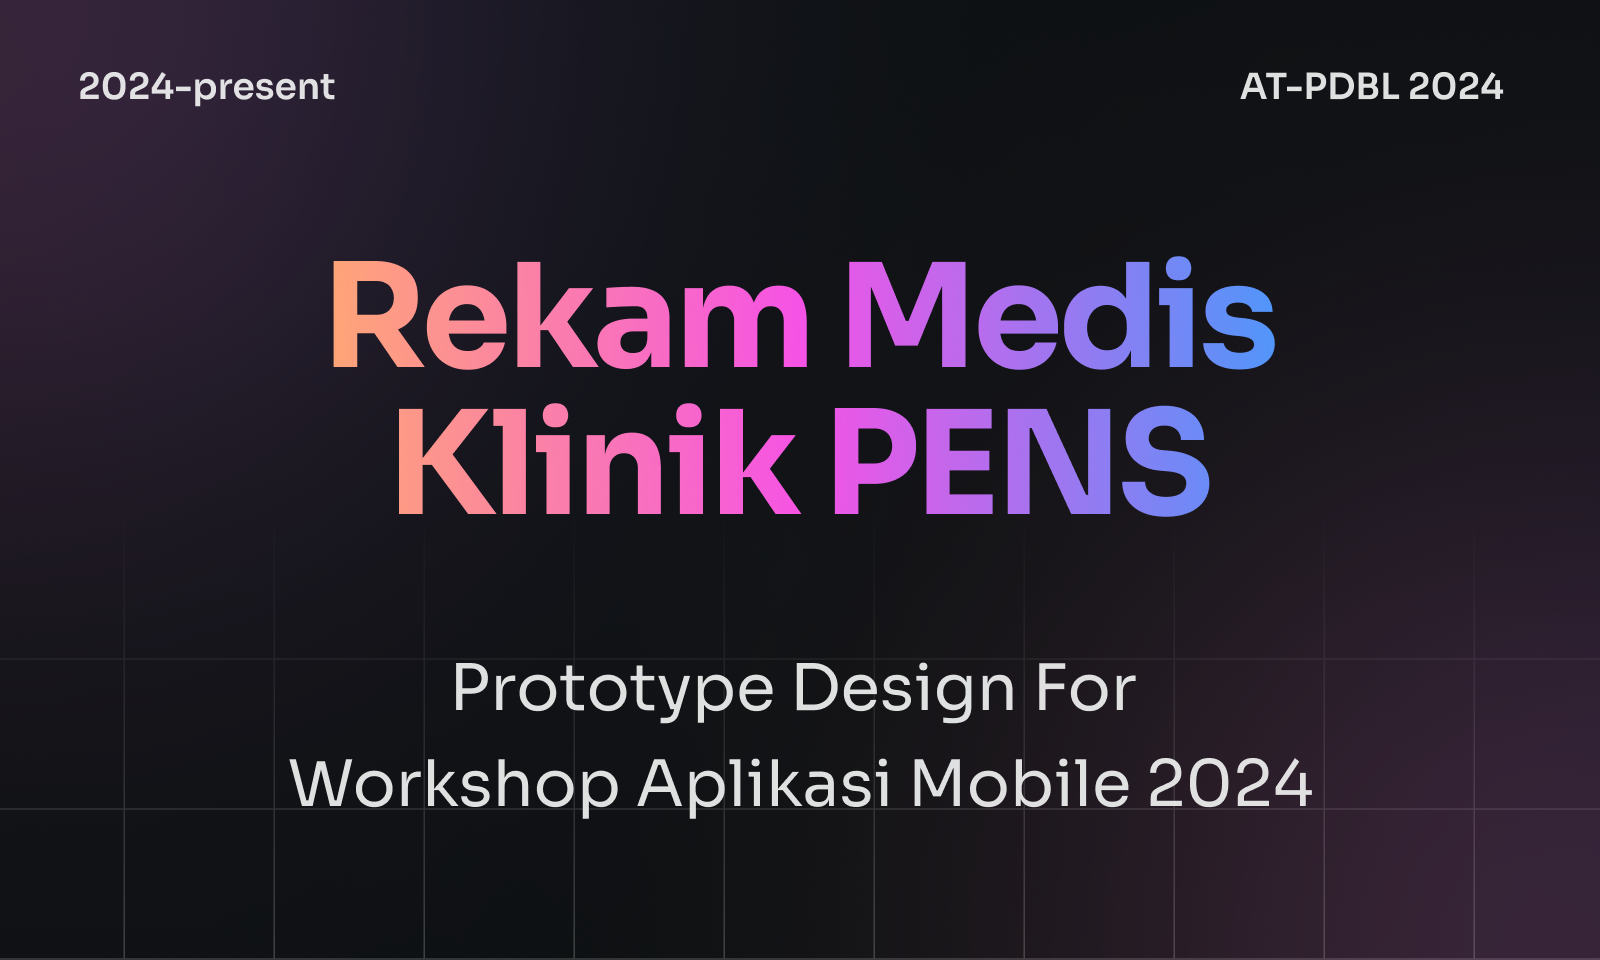 2024-present
AT-PDBL 2024
Rekam Medis
Klinik PENS
Prototype Design For
Workshop Aplikasi Mobile 2024